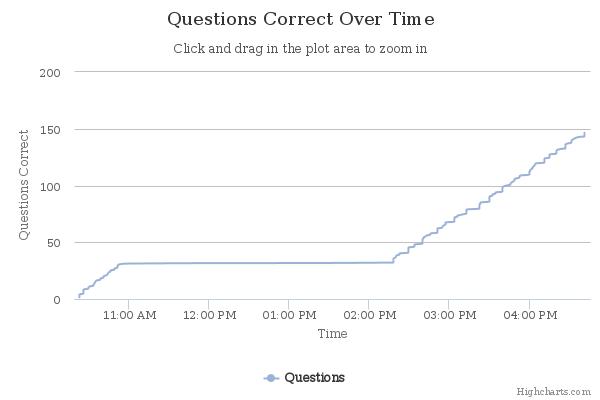 Questions Correct Over Time
Click and drag in the plot area to zoom in
Questions Correct
200
150
100
50
0
11:00 AM 12:00 PM 01:00 PM 02:00 PM 03:00 PM 04:00 PM
Time
Questions
Highcharts.com